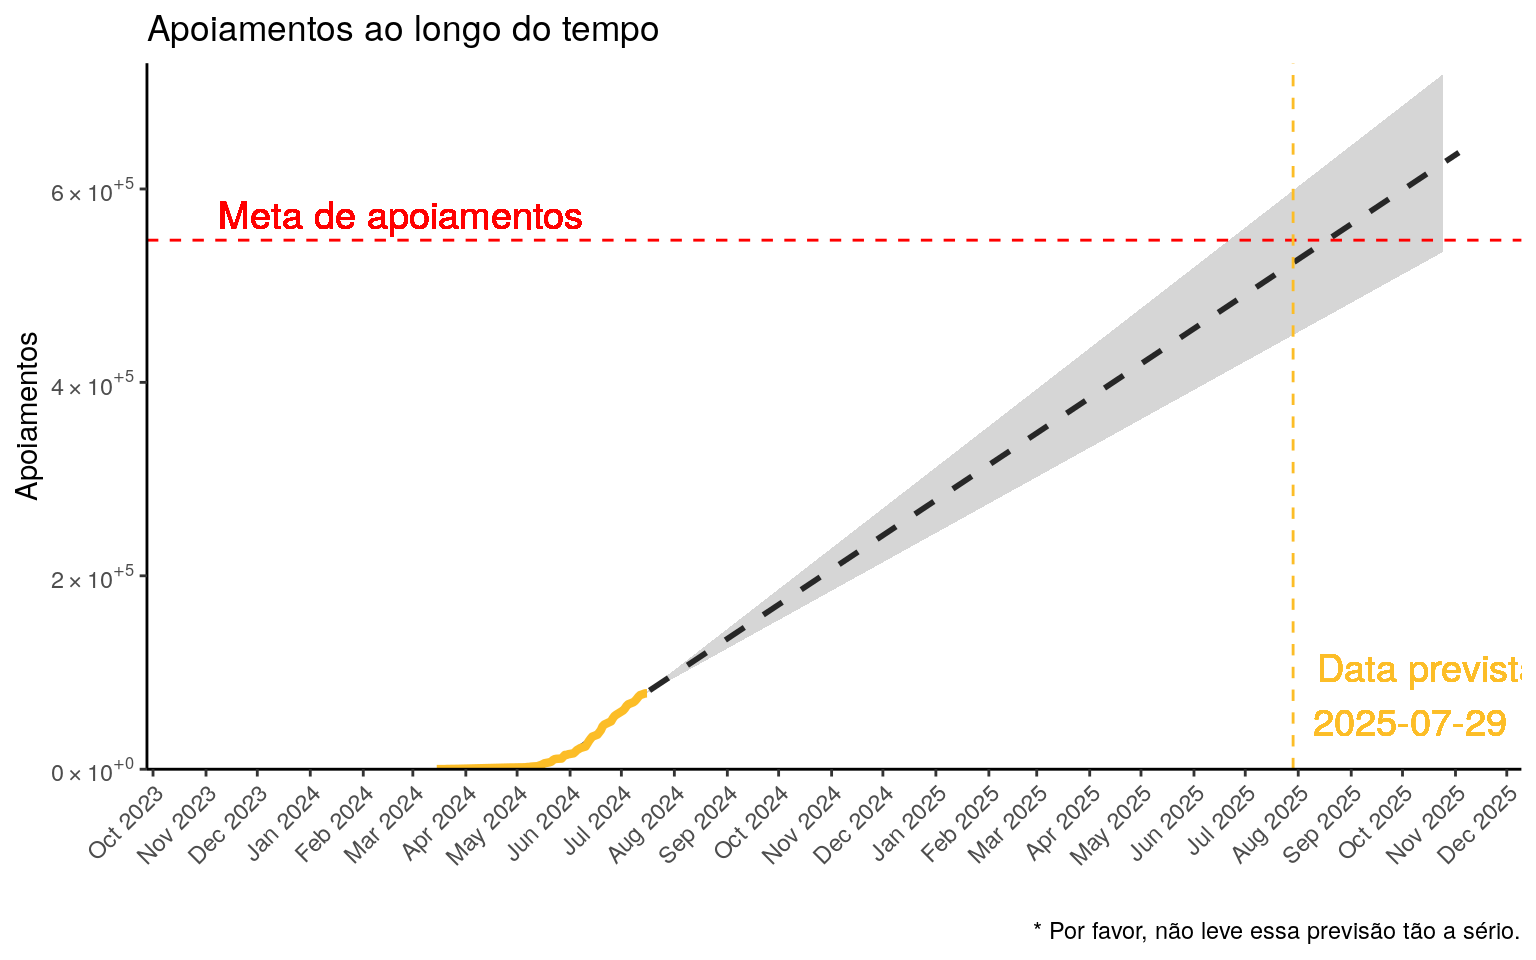 Apoiamentos ao longo do tempo
6 × 10⁺⁵
Meta de apoiamentos
4 × 10⁺⁵
Apoiamentos
2 × 10⁺⁵
Data prevista
2025-07-29
0 × 10⁺⁰
Oct 2023
Nov 2023
Dec 2023
Jan 2024
Feb 2024
Mar 2024
Apr 2024
May 2024
Jun 2024
Jul 2024
Aug 2024
Sep 2024
Oct 2024
Nov 2024
Dec 2024
Jan 2025
Feb 2025
Mar 2025
Apr 2025
May 2025
Jun 2025
Jul 2025
Aug 2025
Sep 2025
Oct 2025
Nov 2025
Dec 2025
* Por favor, não leve essa previsão tão a sério.